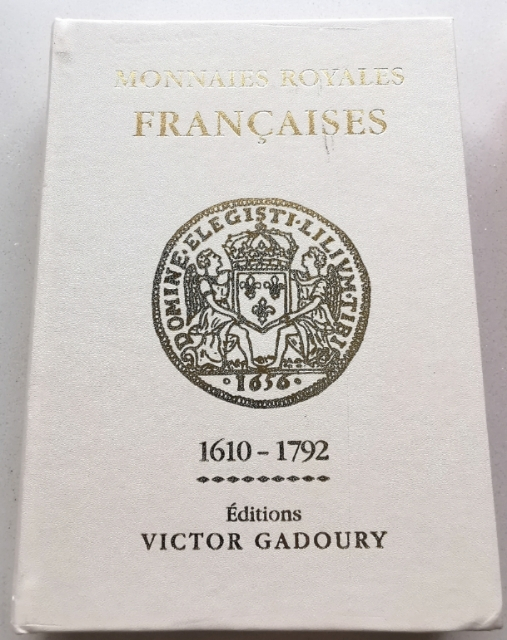 MONNAIES ROYALES
FRANÇAISES
DOMINE·ELEGISTI·LILIVM·TIBI
·1656·
1610 - 1792
Éditions
VICTOR GADOURY